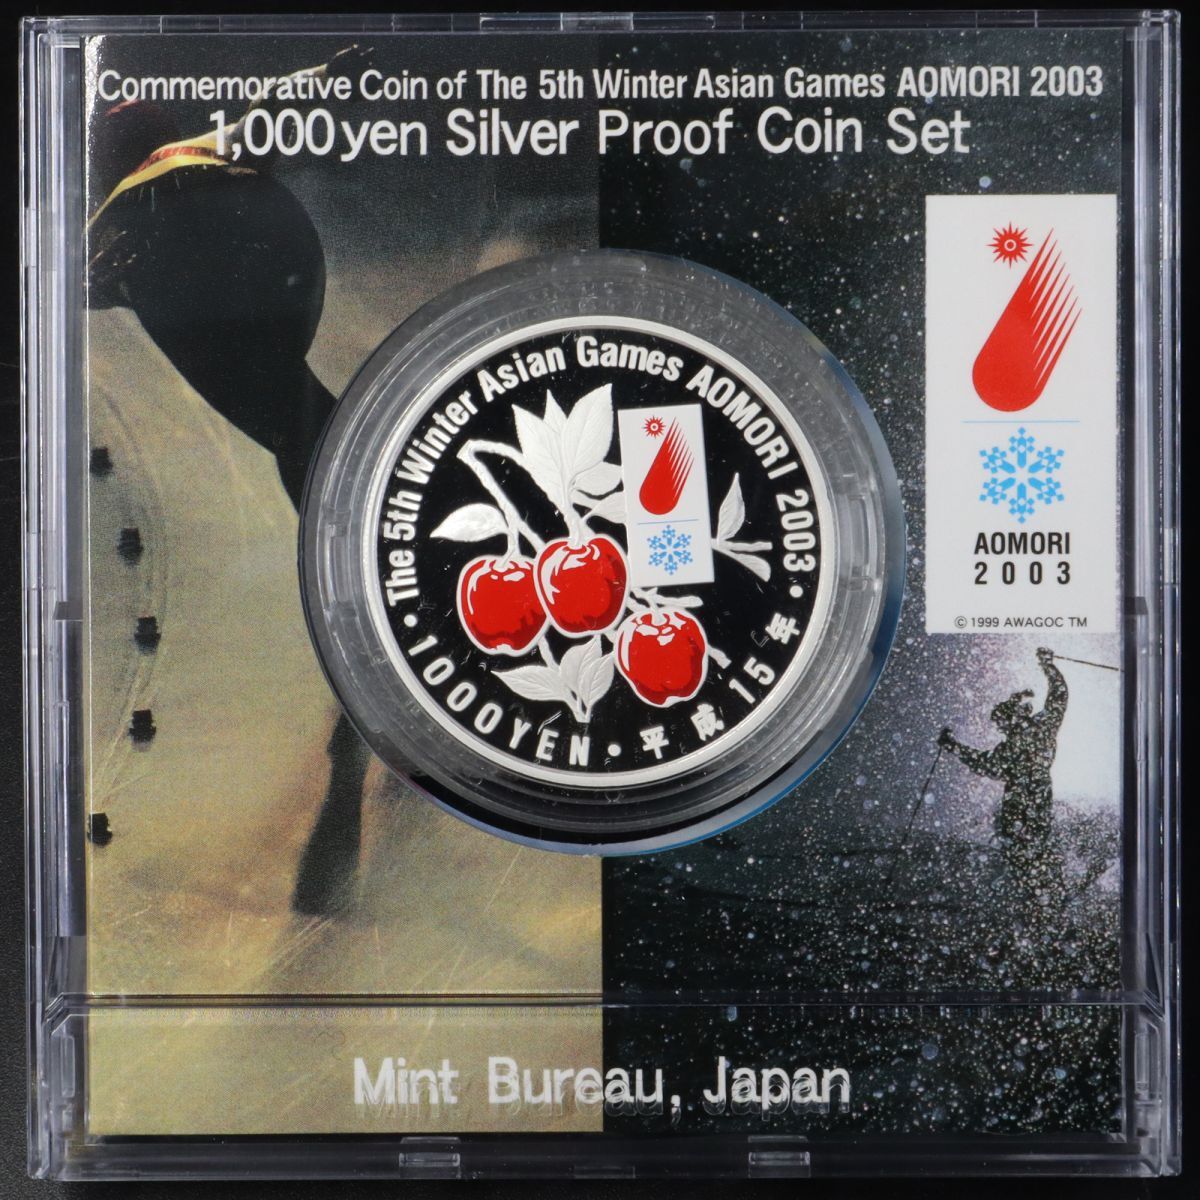 Commemorative Coin of The 5th Winter Asian Games AOMORI 2003
1,000yen Silver Proof Coin Set
AOMORI
2003
© 1999 AWAGOC TM
・The 5th Winter Asian Games AOMORI 2003・
1000YEN・平成 15年
Mint Bureau, Japan